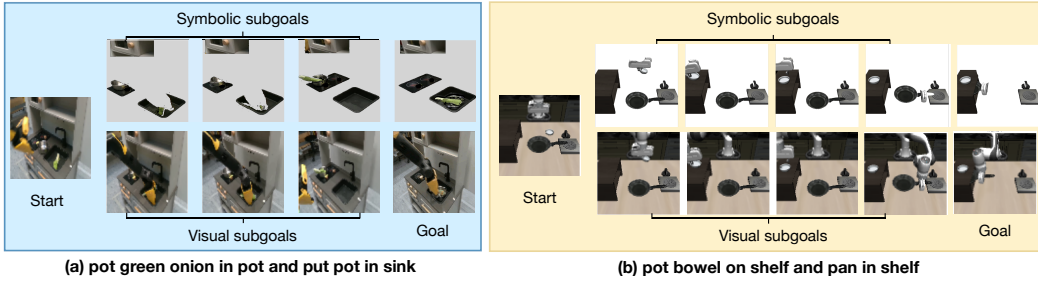 Symbolic subgoals
Start
Visual subgoals
Goal
(a) pot green onion in pot and put pot in sink
Symbolic subgoals
Start
Visual subgoals
Goal
(b) pot bowel on shelf and pan in shelf